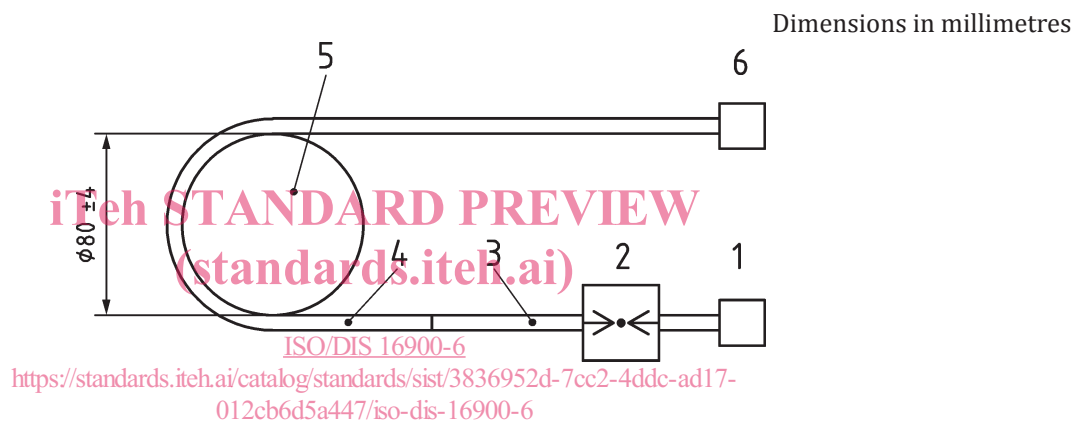 Dimensions in millimetres
5
6
φ80 ±4
iTeh STANDARD PREVIEW
(standards.iteh.ai)
4
3
2
1
ISO/DIS 16900-6
https://standards.iteh.ai/catalog/standards/sist/3836952d-7cc2-4ddc-ad17-
012cb6d5a447/iso-dis-16900-6